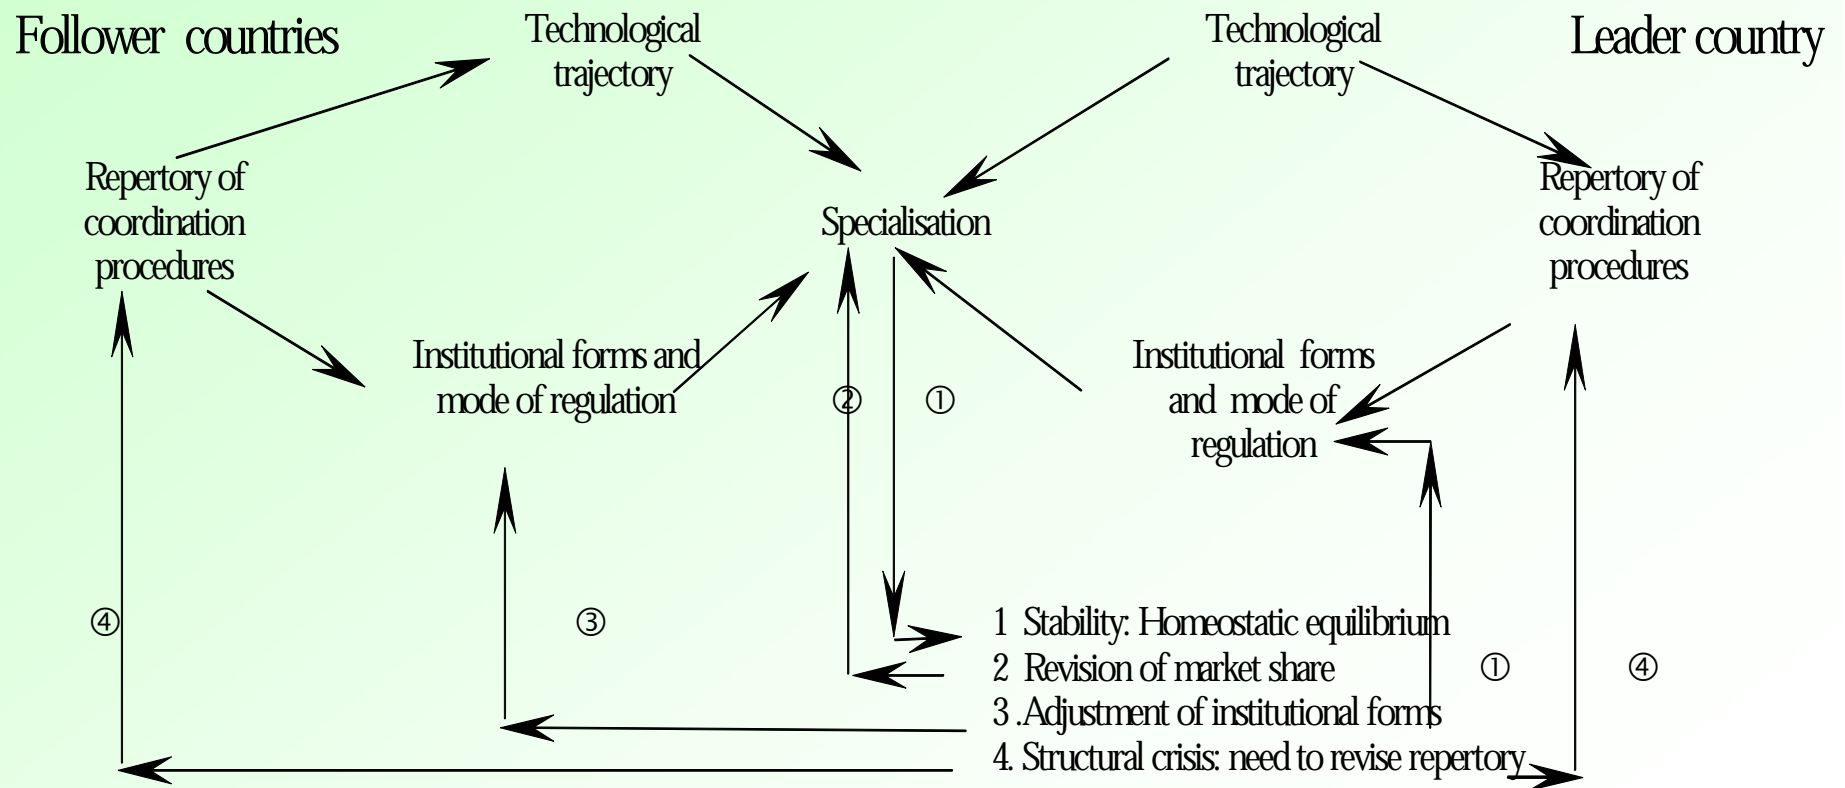 Follower countries
Technological
trajectory
Technological
trajectory
Leader country
Repertory of
coordination
procedures
Specialisation
Repertory of
coordination
procedures
Institutional forms and
mode of regulation
②
①
Institutional forms
and mode of
regulation
④
③
1 Stability: Homeostatic equilibrium
2 Revision of market share
3 .Adjustment of institutional forms
4. Structural crisis: need to revise repertory
①
④